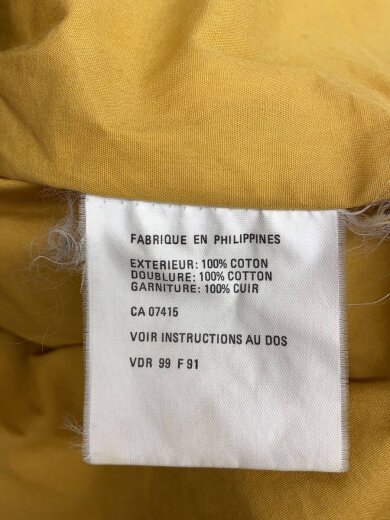 FABRIQUE EN PHILIPPINES
EXTERIEUR: 100% COTON
DOUBLURE: 100% COTTON
GARNITURE: 100% CUIR
CA 07415
VOIR INSTRUCTIONS AU DOS
VDR 99 F 91